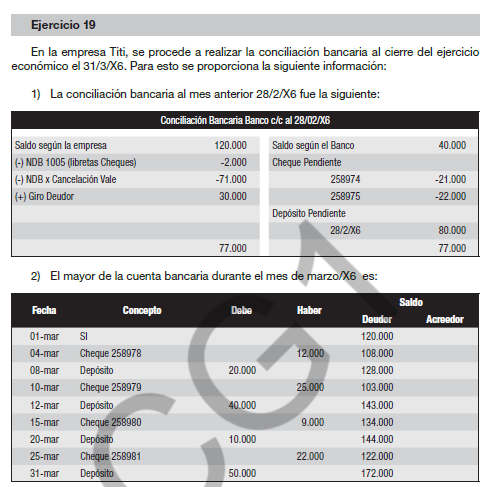 Ejercicio 19
En la empresa Titi, se procede a realizar la conciliación bancaria al cierre del ejercicio
económico el 31/3/X6. Para esto se proporciona la siguiente información:
1) La conciliación bancaria al mes anterior 28/2/X6 fue la siguiente:
Conciliación Bancaria Banco c/c al 28/02/X6
Saldo según la empresa 120.000 Saldo según el Banco 40.000
(-) NDB 1005 (libretas Cheques) -2.000 Cheque Pendiente
(-) NDB x Cancelación Vale -71.000 258974 -21.000
(+) Giro Deudor 30.000 258975 -22.000
Depósito Pendiente
28/2/X6 80.000
77.000 77.000
2) El mayor de la cuenta bancaria durante el mes de marzo/X6 es:
Fecha Concepto Debe Haber Saldo
Deudor Acreedor
01-mar SI 120.000
04-mar Cheque 258978 12.000 108.000
08-mar Depósito 20.000 128.000
10-mar Cheque 258979 25.000 103.000
12-mar Depósito 40.000 143.000
15-mar Cheque 258980 9.000 134.000
20-mar Depósito 10.000 144.000
25-mar Cheque 258981 22.000 122.000
31-mar Depósito 50.000 172.000
CG1